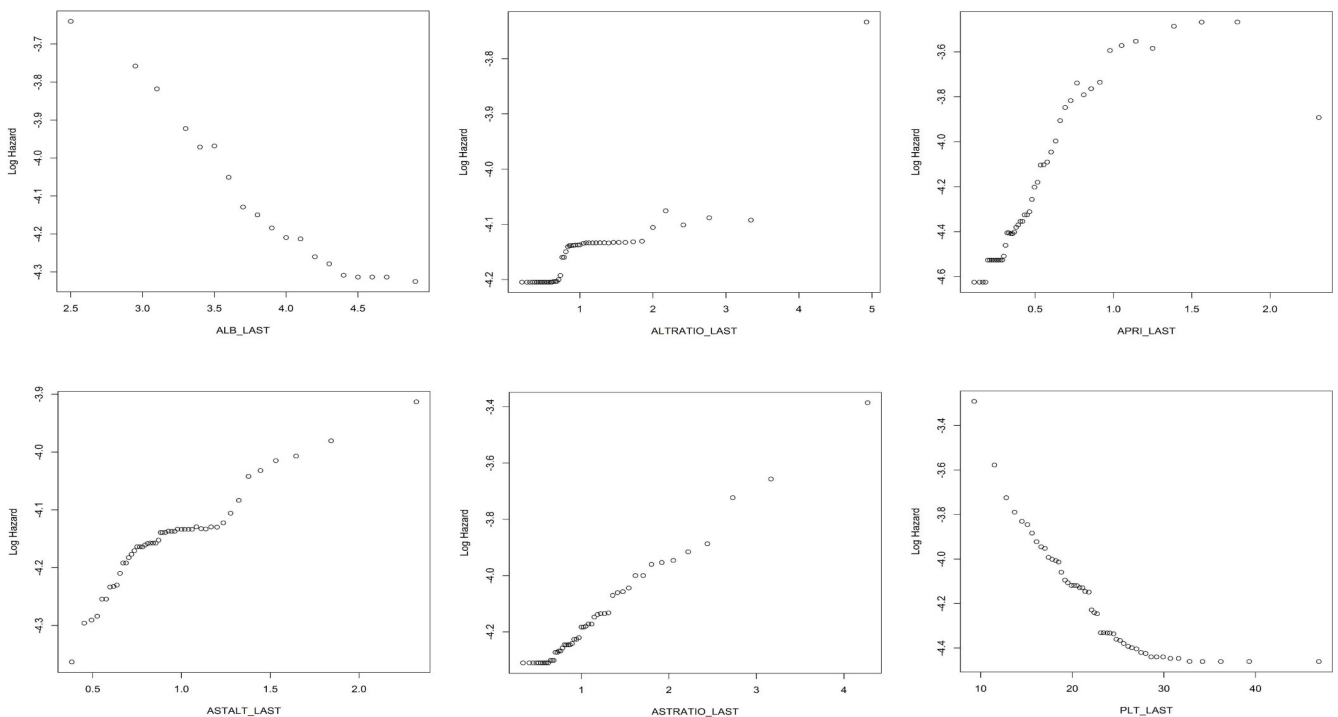 Log Hazard
-3.7
-3.8
-3.9
-4.0
-4.1
-4.2
-4.3
2.5 3.0 3.5 4.0 4.5
ALB_LAST
Log Hazard
-3.8
-3.9
-4.0
-4.1
-4.2
1 2 3 4 5
ALTRATIO_LAST
Log Hazard
-3.6
-3.8
-4.0
-4.2
-4.4
-4.6
0.5 1.0 1.5 2.0
APRI_LAST
Log Hazard
-3.9
-4.0
-4.1
-4.2
-4.3
0.5 1.0 1.5 2.0
ASTALT_LAST
Log Hazard
-3.4
-3.6
-3.8
-4.0
-4.2
1 2 3 4
ASTRATIO_LAST
Log Hazard
-3.4
-3.6
-3.8
-4.0
-4.2
-4.4
10 20 30 40
PLT_LAST